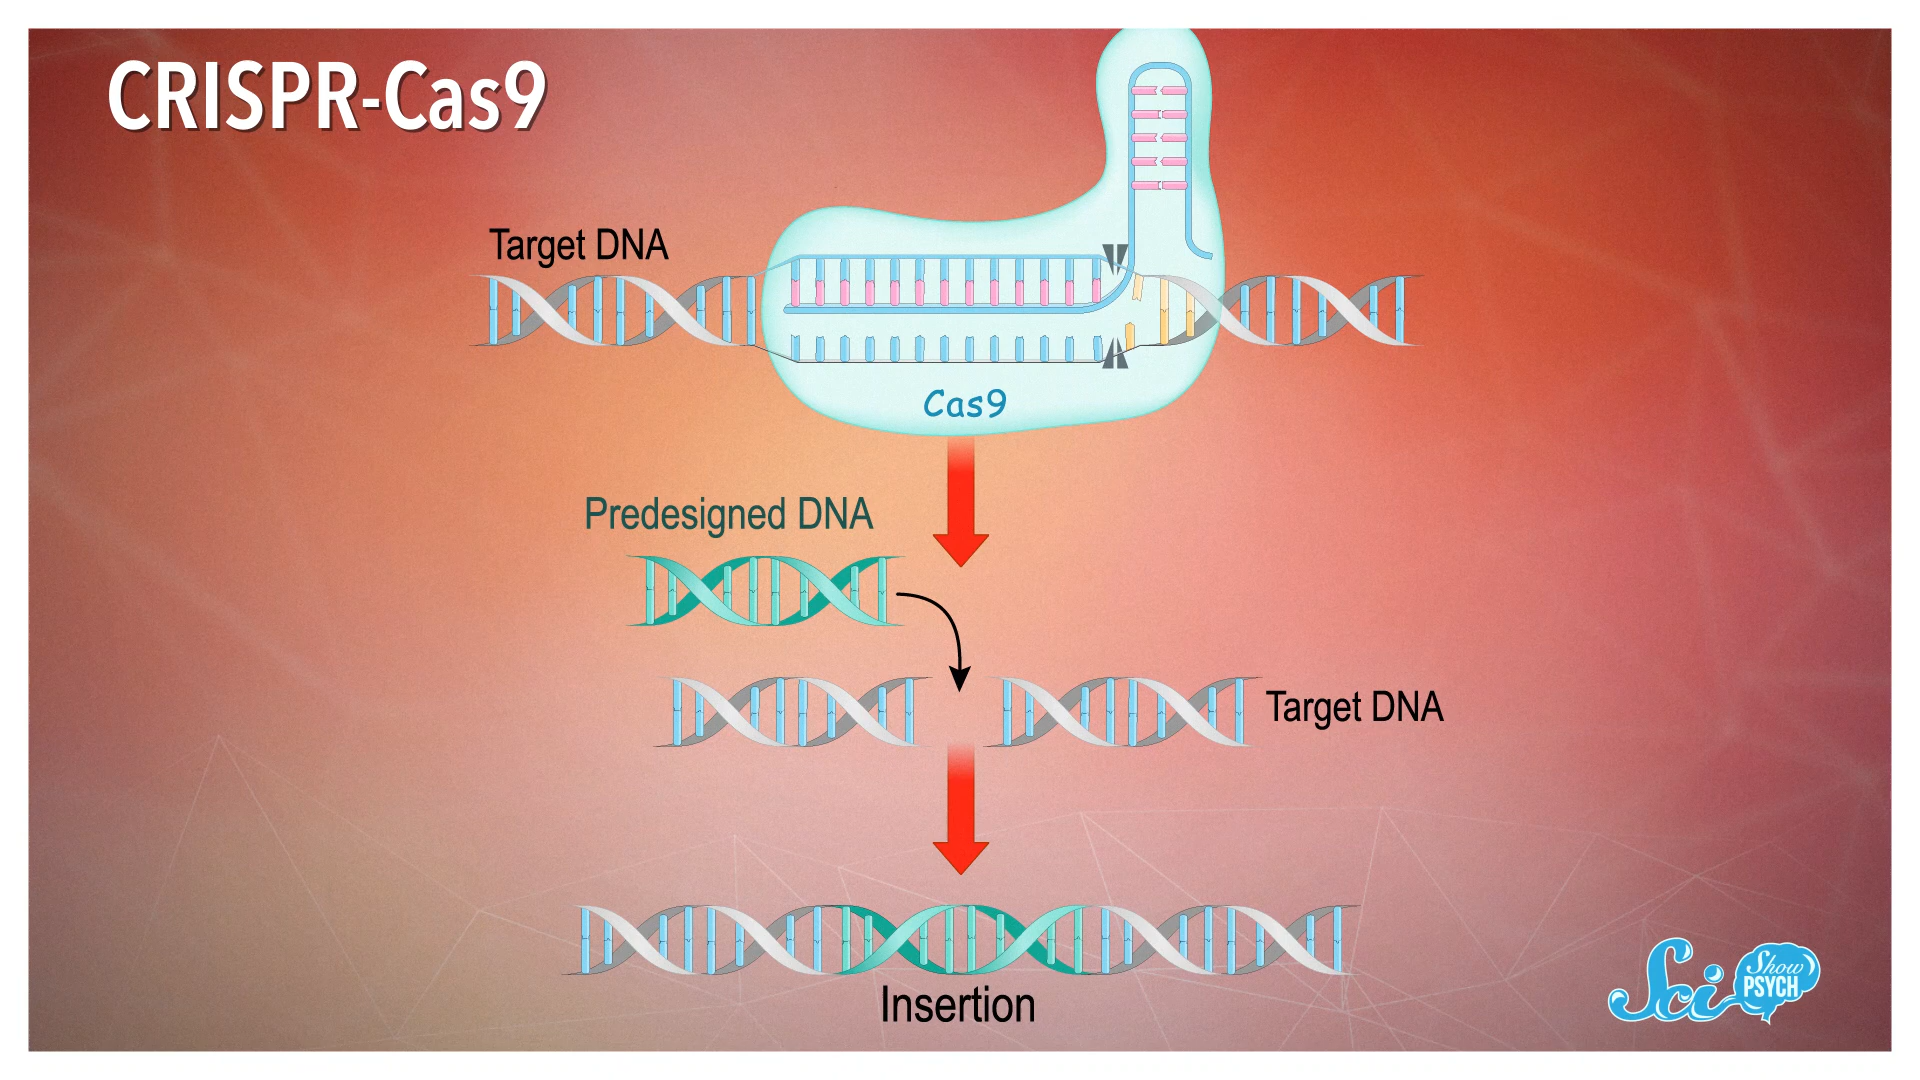 CRISPR-Cas9
Target DNA
Cas9
Predesigned DNA
Target DNA
Insertion
Sci Show
PSYCH